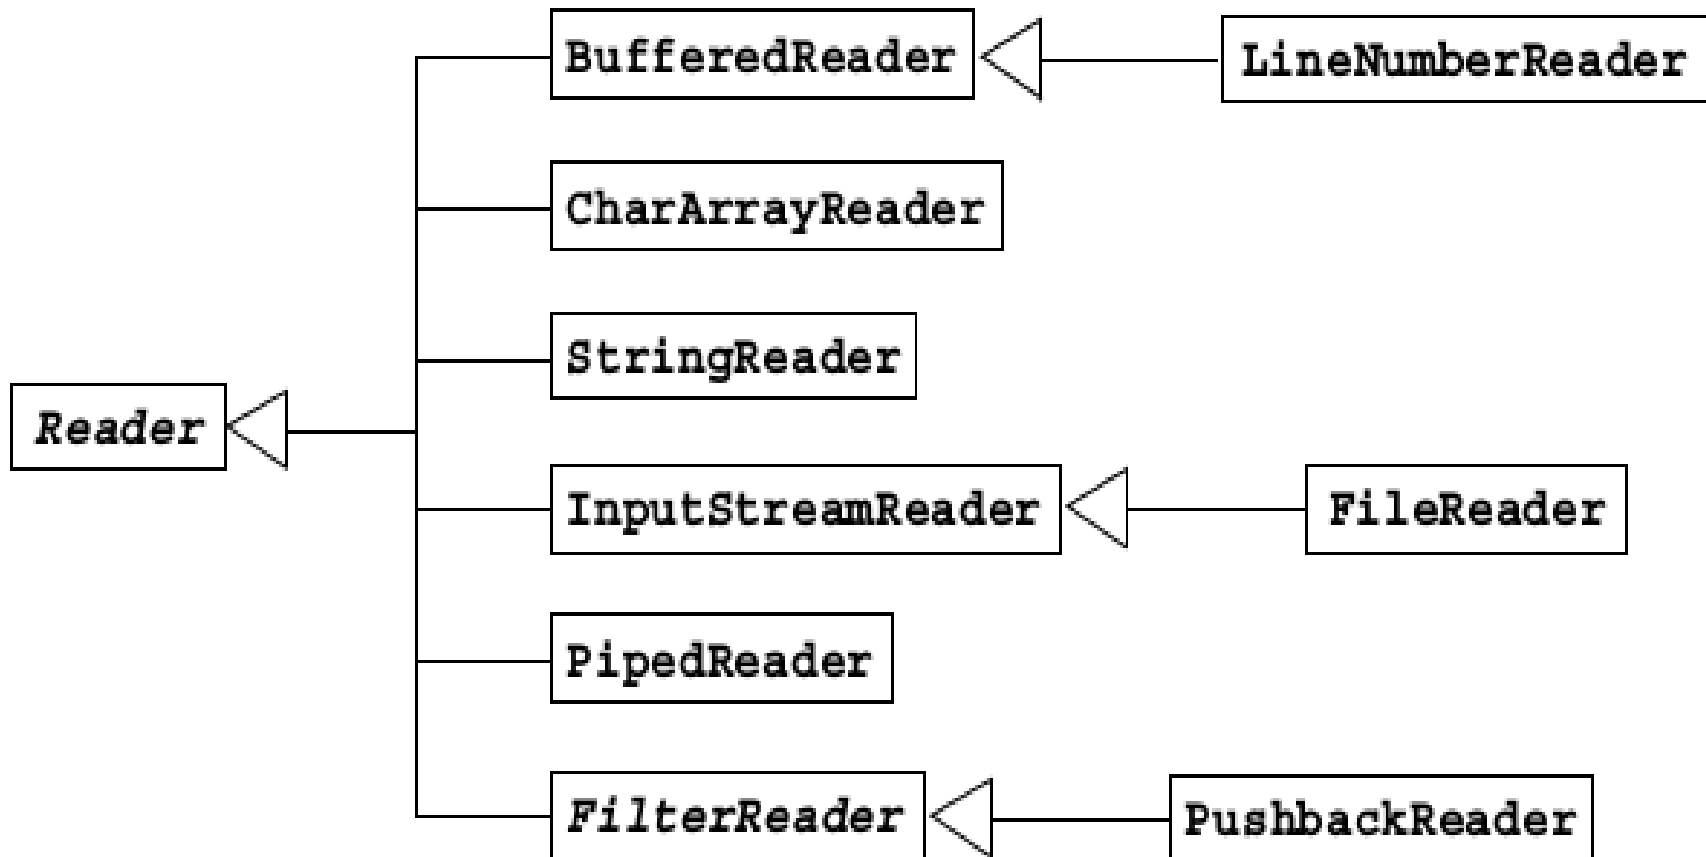 BufferedReader
LineNumberReader
CharArrayReader
StringReader
Reader
InputStreamReader
FileReader
PipedReader
FilterReader
PushbackReader